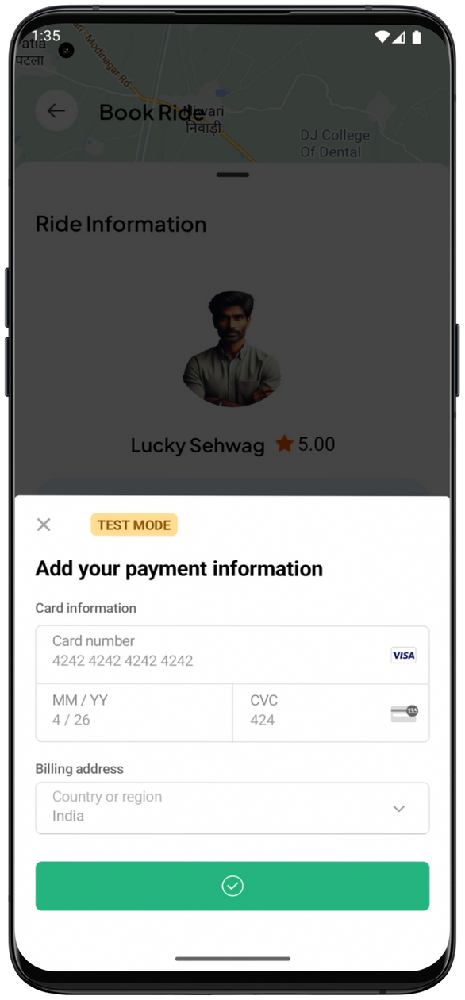 1:35
ari-Modinagar Rd
atla
पटला
Book Ride
Niwari
निवाड़ी
DJ College
Of Dental
Ride Information
Lucky Sehwag 5.00
TEST MODE
Add your payment information
Card information
Card number
4242 4242 4242 4242
VISA
MM / YY
4 / 26
CVC
424
135
Billing address
Country or region
India